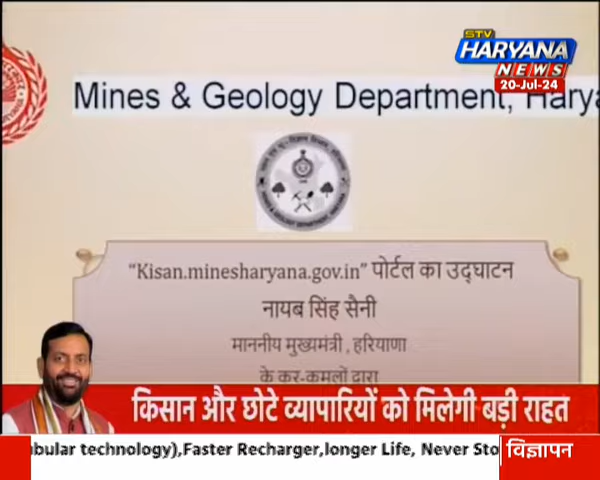 STV
HARYANA
NEWS
20-Jul-24
Mines & Geology Department, Harya
"Kisan.minesharyana.gov.in" पोर्टल का उद्घाटन
नायब सिंह सैनी
माननीय मुख्यमंत्री , हरियाणा
के कर-कमलों द्वारा
किसान और छोटे व्यापारियों को मिलेगी बड़ी राहत
bular technology),Faster Recharger,longer Life, Never Sto
विज्ञापन